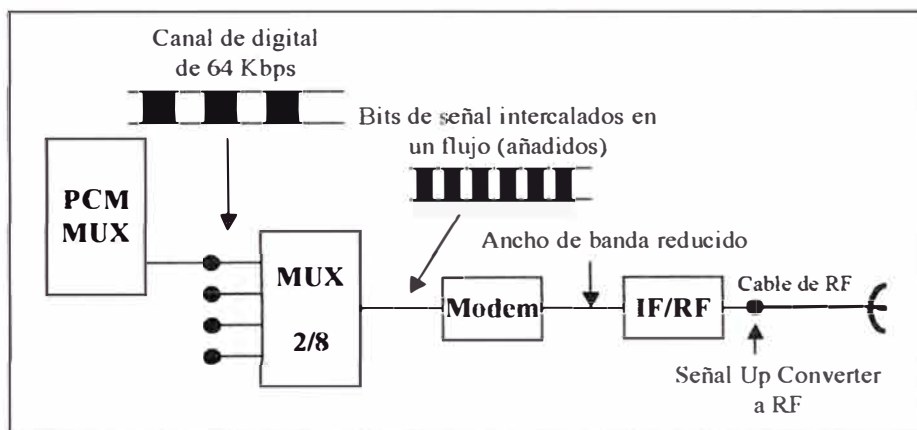 Canal de digital
de 64 Kbps
Bits de señal intercalados en
un flujo (añadidos)
PCM
MUX
Ancho de banda reducido
MUX
2/8
Modem
IF/RF
Cable de RF
Señal Up Converter
a RF